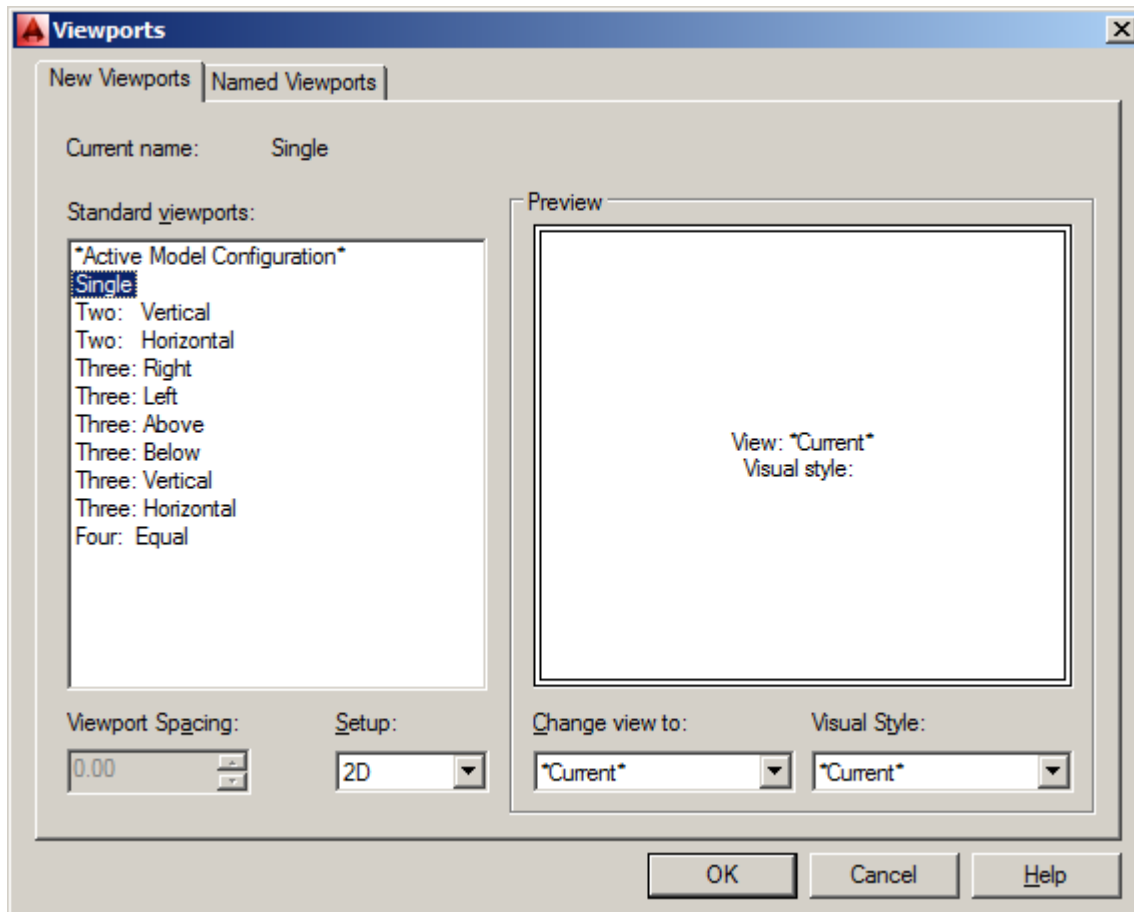 Viewports
New Viewports
Named Viewports
Current name: Single
Standard viewports:
*Active Model Configuration*
Single
Two: Vertical
Two: Horizontal
Three: Right
Three: Left
Three: Above
Three: Below
Three: Vertical
Three: Horizontal
Four: Equal
Preview
View: *Current*
Visual style:
Viewport Spacing:
0.00
Setup:
2D
Change view to:
*Current*
Visual Style:
*Current*
OK
Cancel
Help